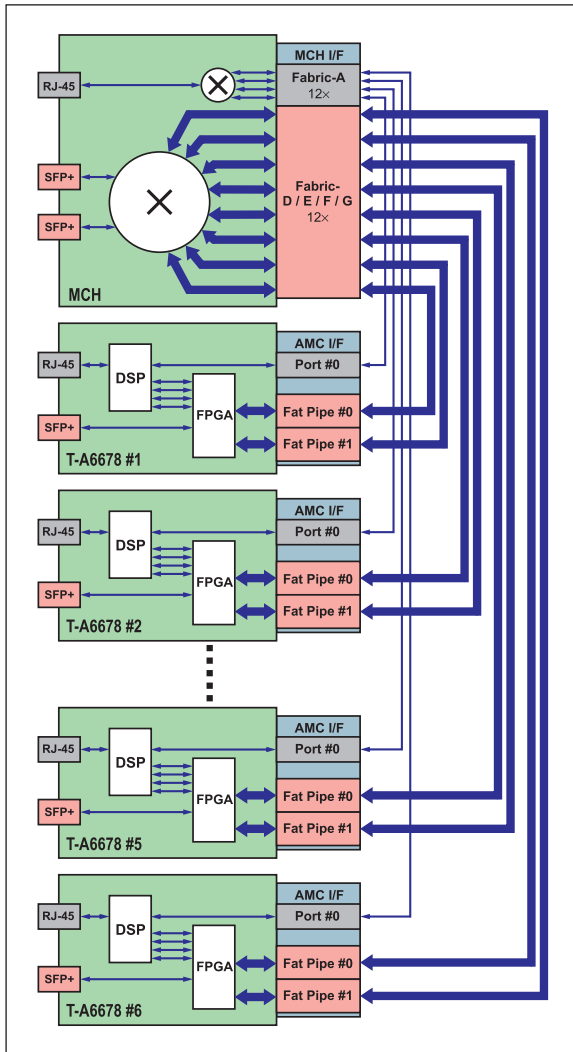 MCH I/F
RJ-45
Fabric-A
12×
SFP+
SFP+
Fabric-
D / E / F / G
12×
MCH
AMC I/F
RJ-45
DSP
Port #0
FPGA
Fat Pipe #0
SFP+
Fat Pipe #1
T-A6678 #1
AMC I/F
RJ-45
DSP
Port #0
FPGA
Fat Pipe #0
SFP+
Fat Pipe #1
T-A6678 #2
AMC I/F
RJ-45
DSP
Port #0
FPGA
Fat Pipe #0
SFP+
Fat Pipe #1
T-A6678 #5
AMC I/F
RJ-45
DSP
Port #0
FPGA
Fat Pipe #0
SFP+
Fat Pipe #1
T-A6678 #6